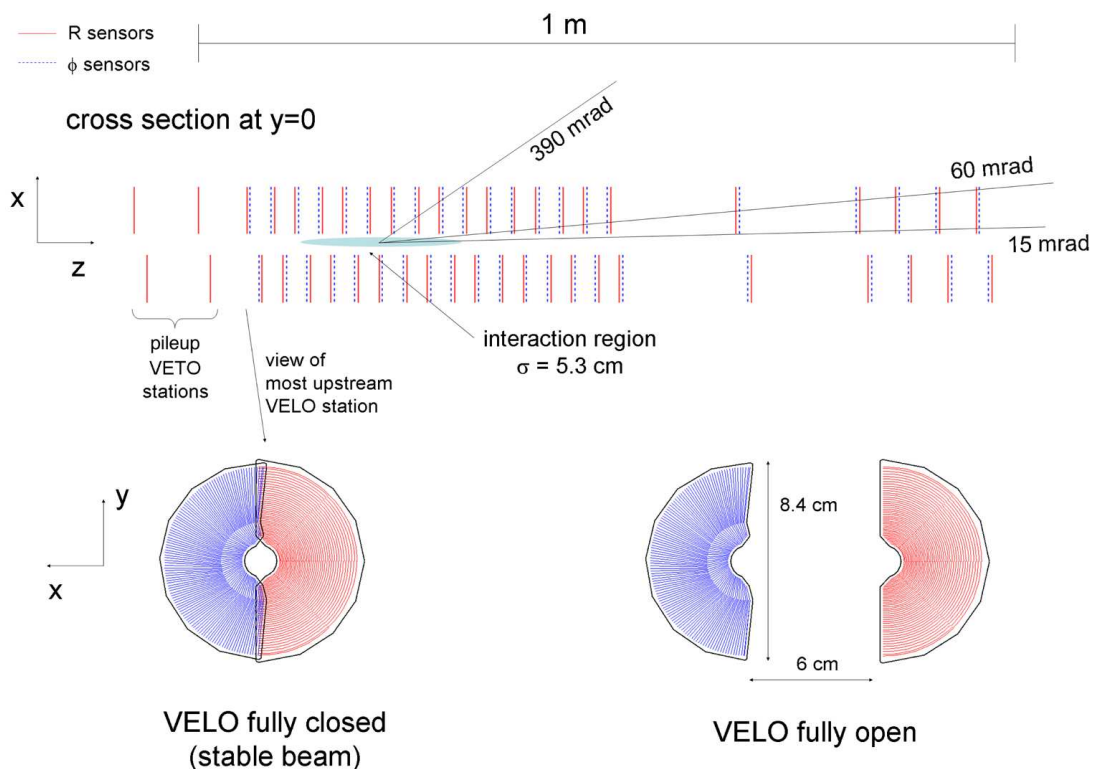 1 m
R sensors
ϕ sensors
cross section at y=0
390 mrad
60 mrad
15 mrad
x
z
pileup
VETO
stations
view of
most upstream
VELO station
interaction region
σ = 5.3 cm
y
x
8.4 cm
6 cm
VELO fully closed
(stable beam)
VELO fully open